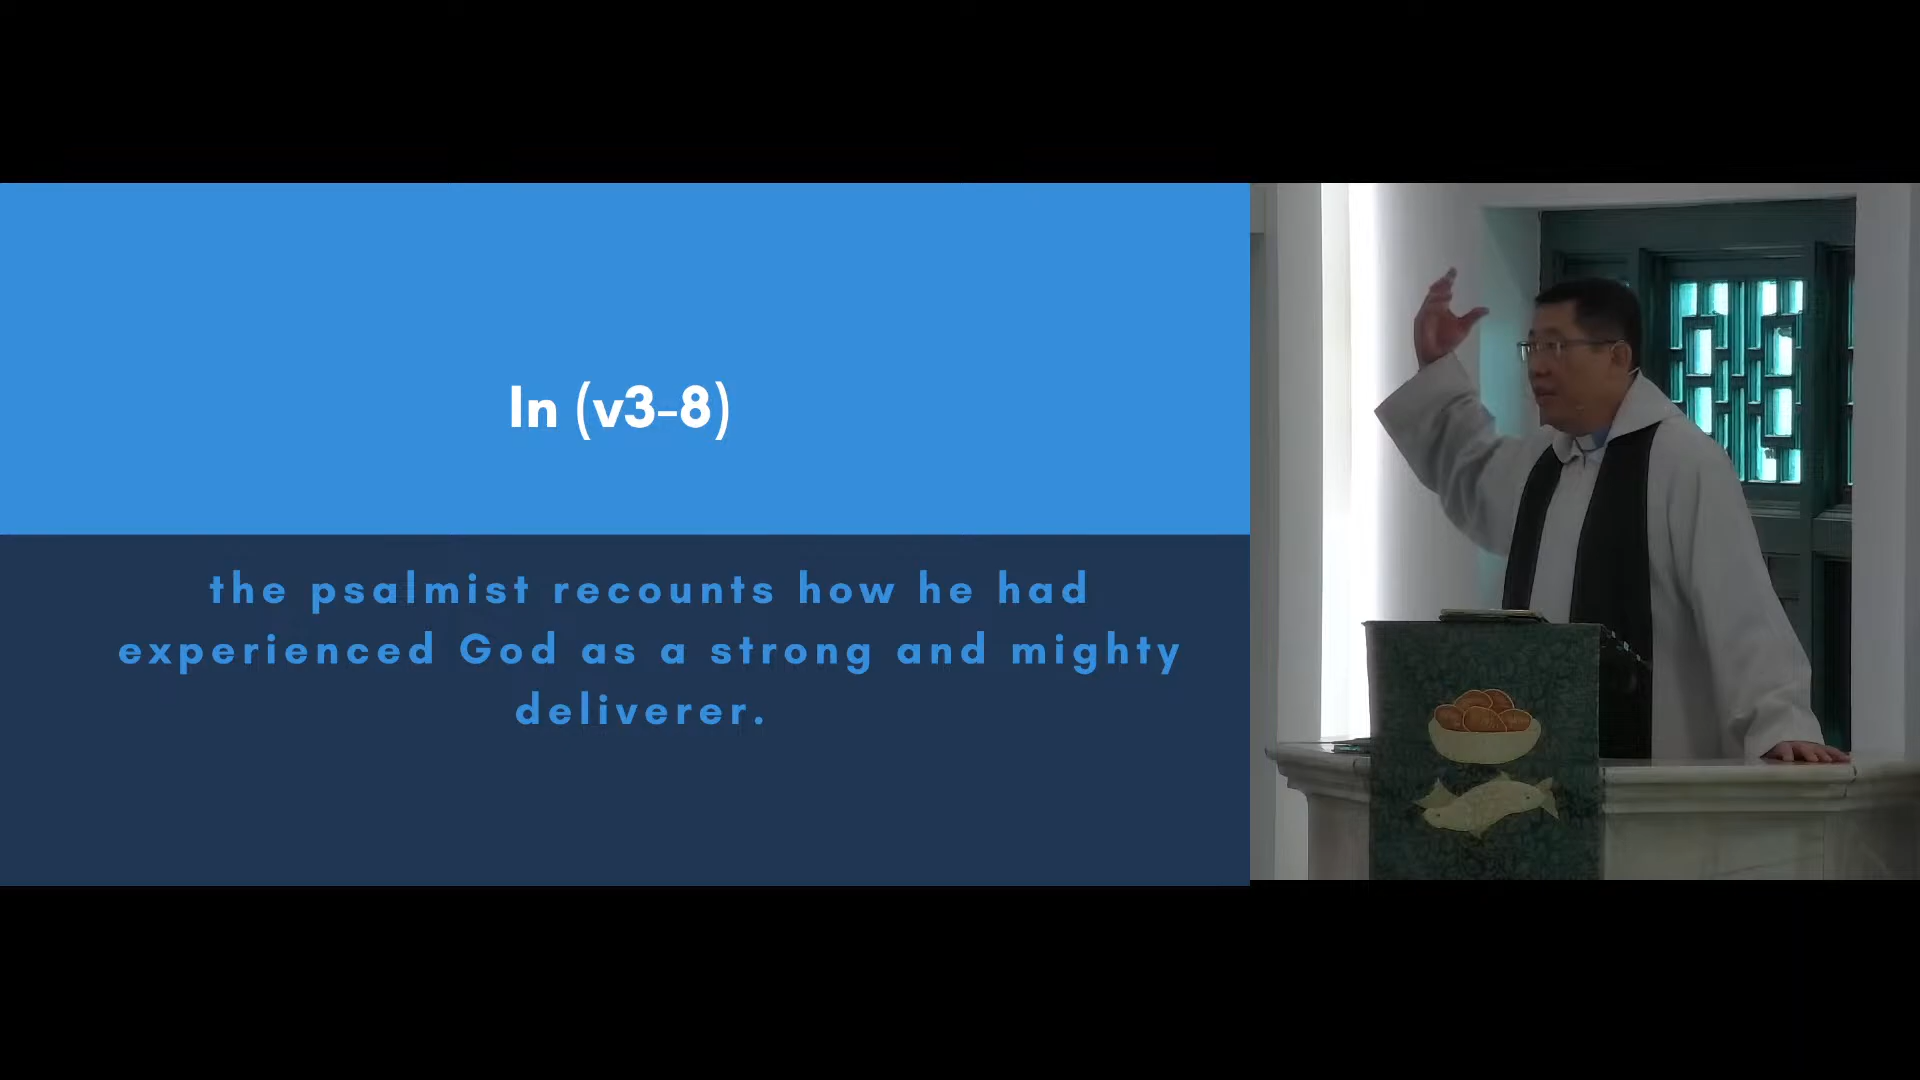 In (v3-8)
the psalmist recounts how he had
experienced God as a strong and mighty
deliverer.